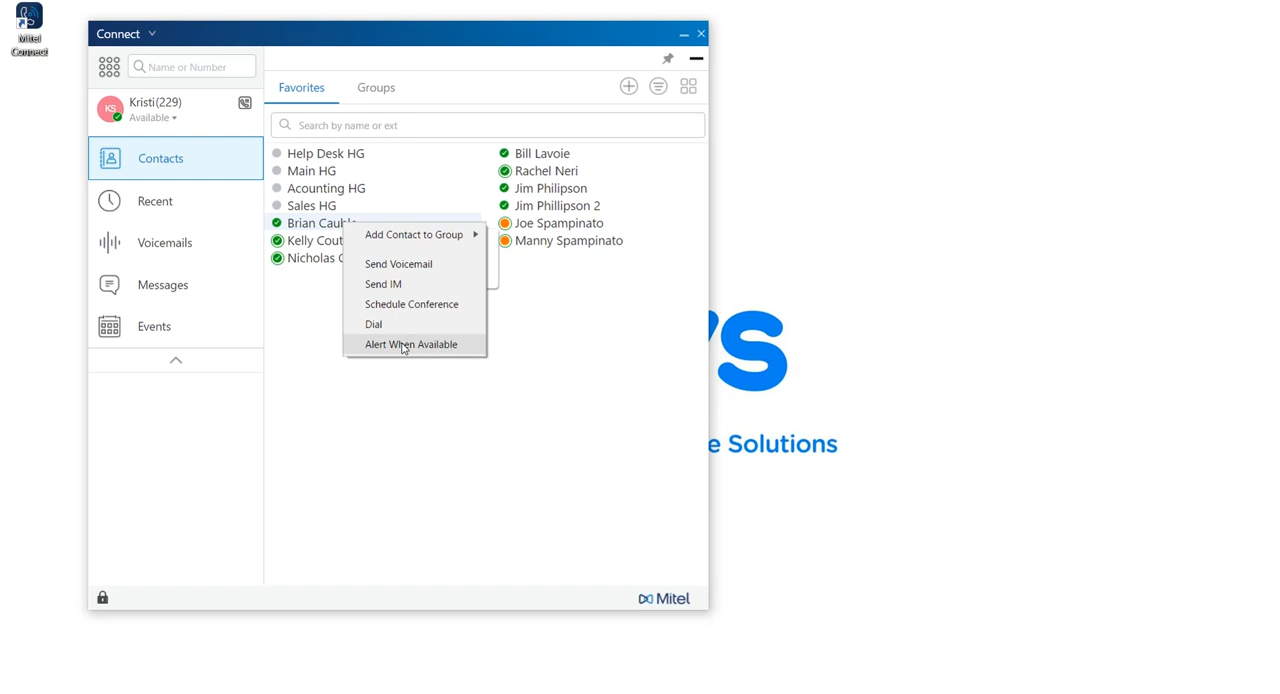 Mitel
Connect
Connect
Name or Number
KS
Kristi(229)
Available
Contacts
Recent
Voicemails
Messages
Events
Favorites
Groups
Search by name or ext
Help Desk HG
Main HG
Acounting HG
Sales HG
Brian
Kelly
Nicholas
Bill Lavoie
Rachel Neri
Jim Philipson
Jim Phillipson 2
Joe Spampinato
Manny Spampinato
Add Contact to Group
Send Voicemail
Send IM
Schedule Conference
Dial
Alert When Available
Mitel
Solutions